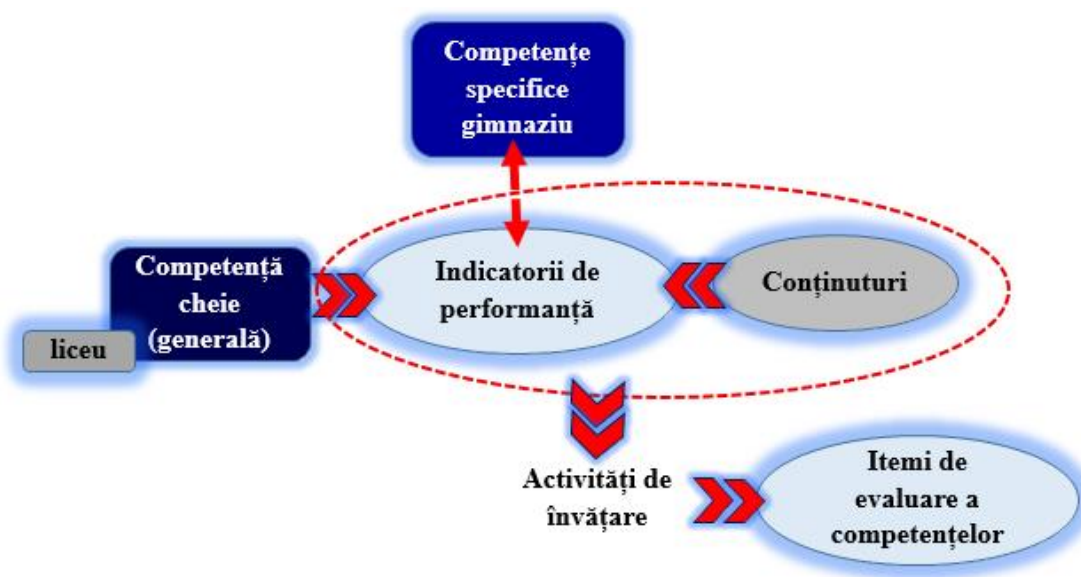 Competențe
specifice
gimnaziu
Competență
cheie
(generală)
liceu
Indicatorii de
performanță
Conținuturi
Activități de
învățare
Itemi de
evaluare a
competențelor